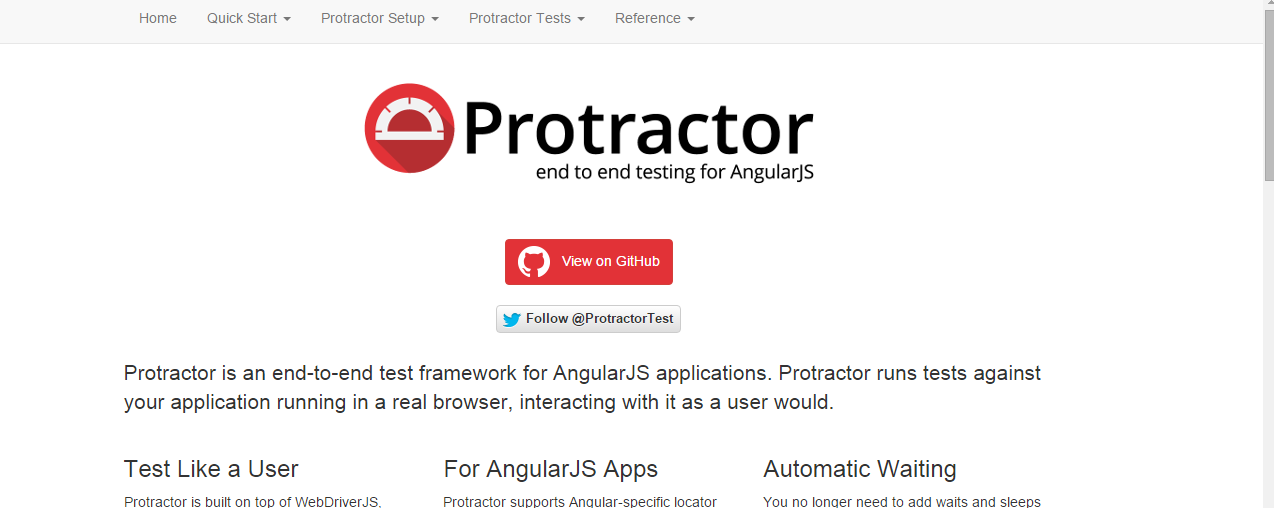 Home Quick Start Protractor Setup Protractor Tests Reference
Protractor
end to end testing for AngularJS
View on GitHub
Follow @ProtractorTest
Protractor is an end-to-end test framework for AngularJS applications. Protractor runs tests against
your application running in a real browser, interacting with it as a user would.
Test Like a User For AngularJS Apps Automatic Waiting
Protractor is built on top of WebDriverJS, Protractor supports Angular-specific locator You no longer need to add waits and sleeps